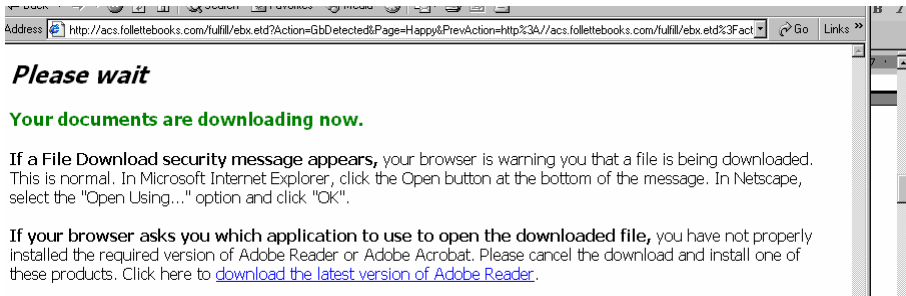 Back Search Favorites Media
Address http://acs.follettebooks.com/fulfill/ebx.etd?Action=GbDetected&Page=Happy&PrevAction=http%3A//acs.follettebooks.com/fulfill/ebx.etd%3Fact Go Links »
Please wait
Your documents are downloading now.
If a File Download security message appears, your browser is warning you that a file is being downloaded.
This is normal. In Microsoft Internet Explorer, click the Open button at the bottom of the message. In Netscape,
select the "Open Using..." option and click "OK".
If your browser asks you which application to use to open the downloaded file, you have not properly
installed the required version of Adobe Reader or Adobe Acrobat. Please cancel the download and install one of
these products. Click here to download the latest version of Adobe Reader.
B I
7